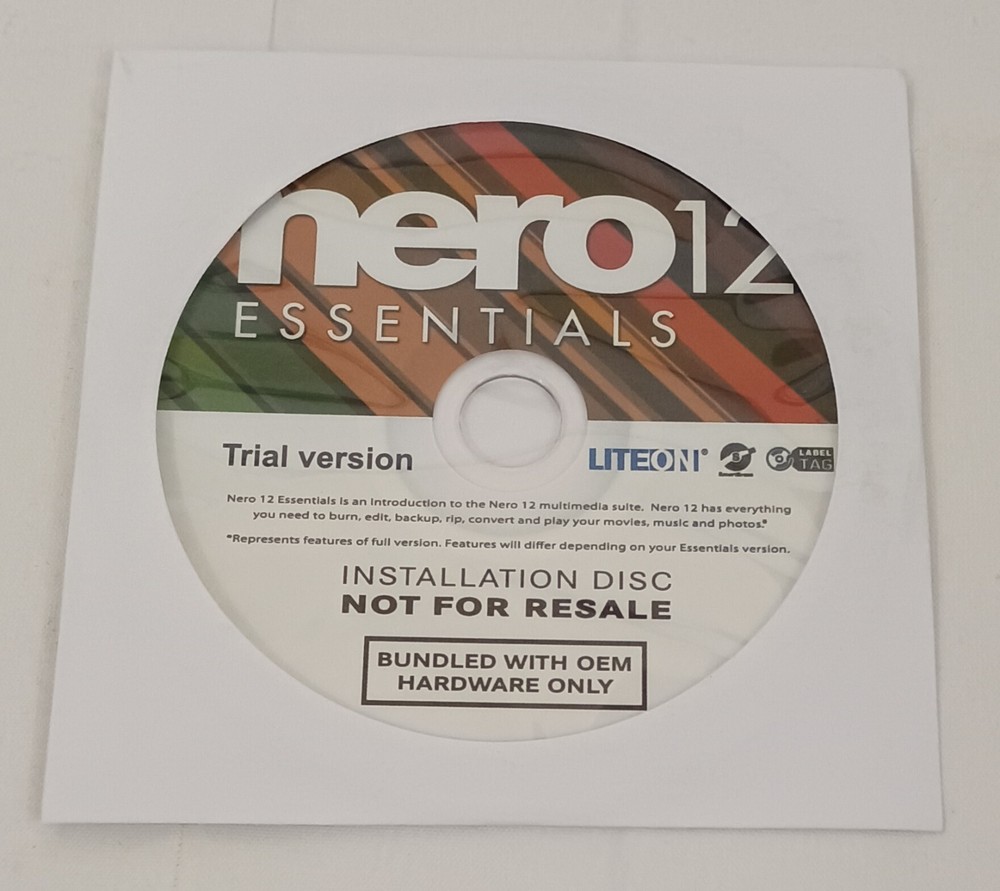 nero12
ESSENTIALS
Trial version
LITEON®
LABEL
TAG
Nero 12 Essentials is an introduction to the Nero 12 multimedia suite. Nero 12 has everything
you need to burn, edit, backup, rip, convert and play your movies, music and photos.*
*Represents features of full version. Features will differ depending on your Essentials version.
INSTALLATION DISC
NOT FOR RESALE
BUNDLED WITH OEM
HARDWARE ONLY